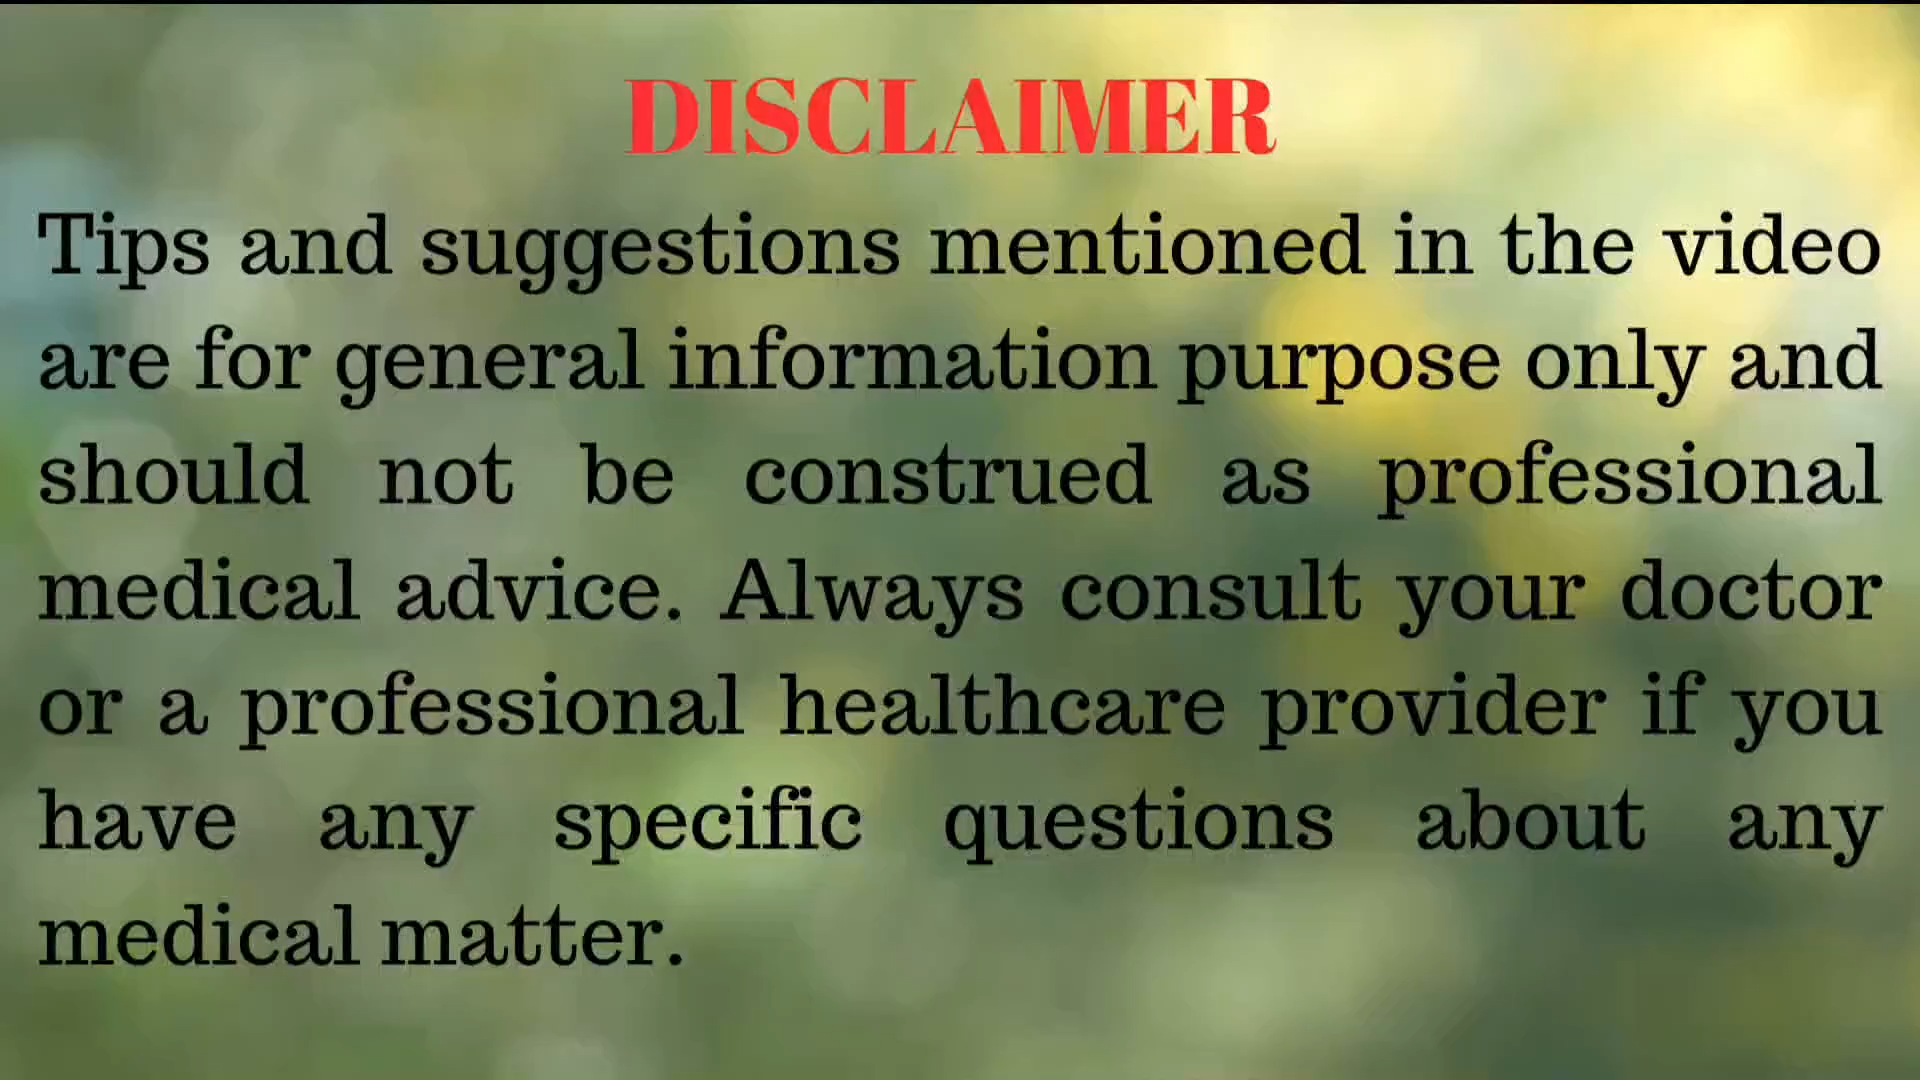 DISCLAIMER
Tips and suggestions mentioned in the video
are for general information purpose only and
should not be construed as professional
medical advice. Always consult your doctor
or a professional healthcare provider if you
have any specific questions about any
medical matter.